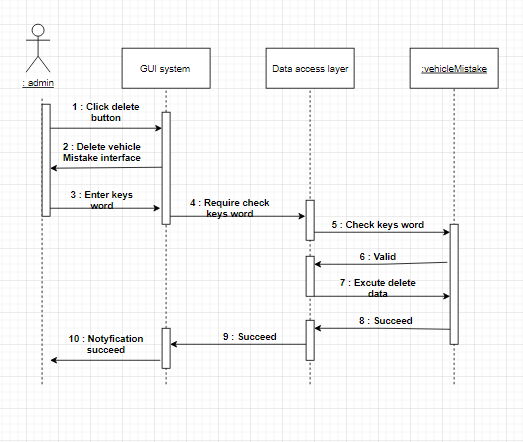 : admin
GUI system
Data access layer
:vehicleMistake
1 : Click delete
button
2 : Delete vehicle
Mistake interface
3 : Enter keys
word
4 : Require check
keys word
5 : Check keys word
6 : Valid
7 : Excute delete
data
8 : Succeed
9 : Succeed
10 : Notyfication
succeed